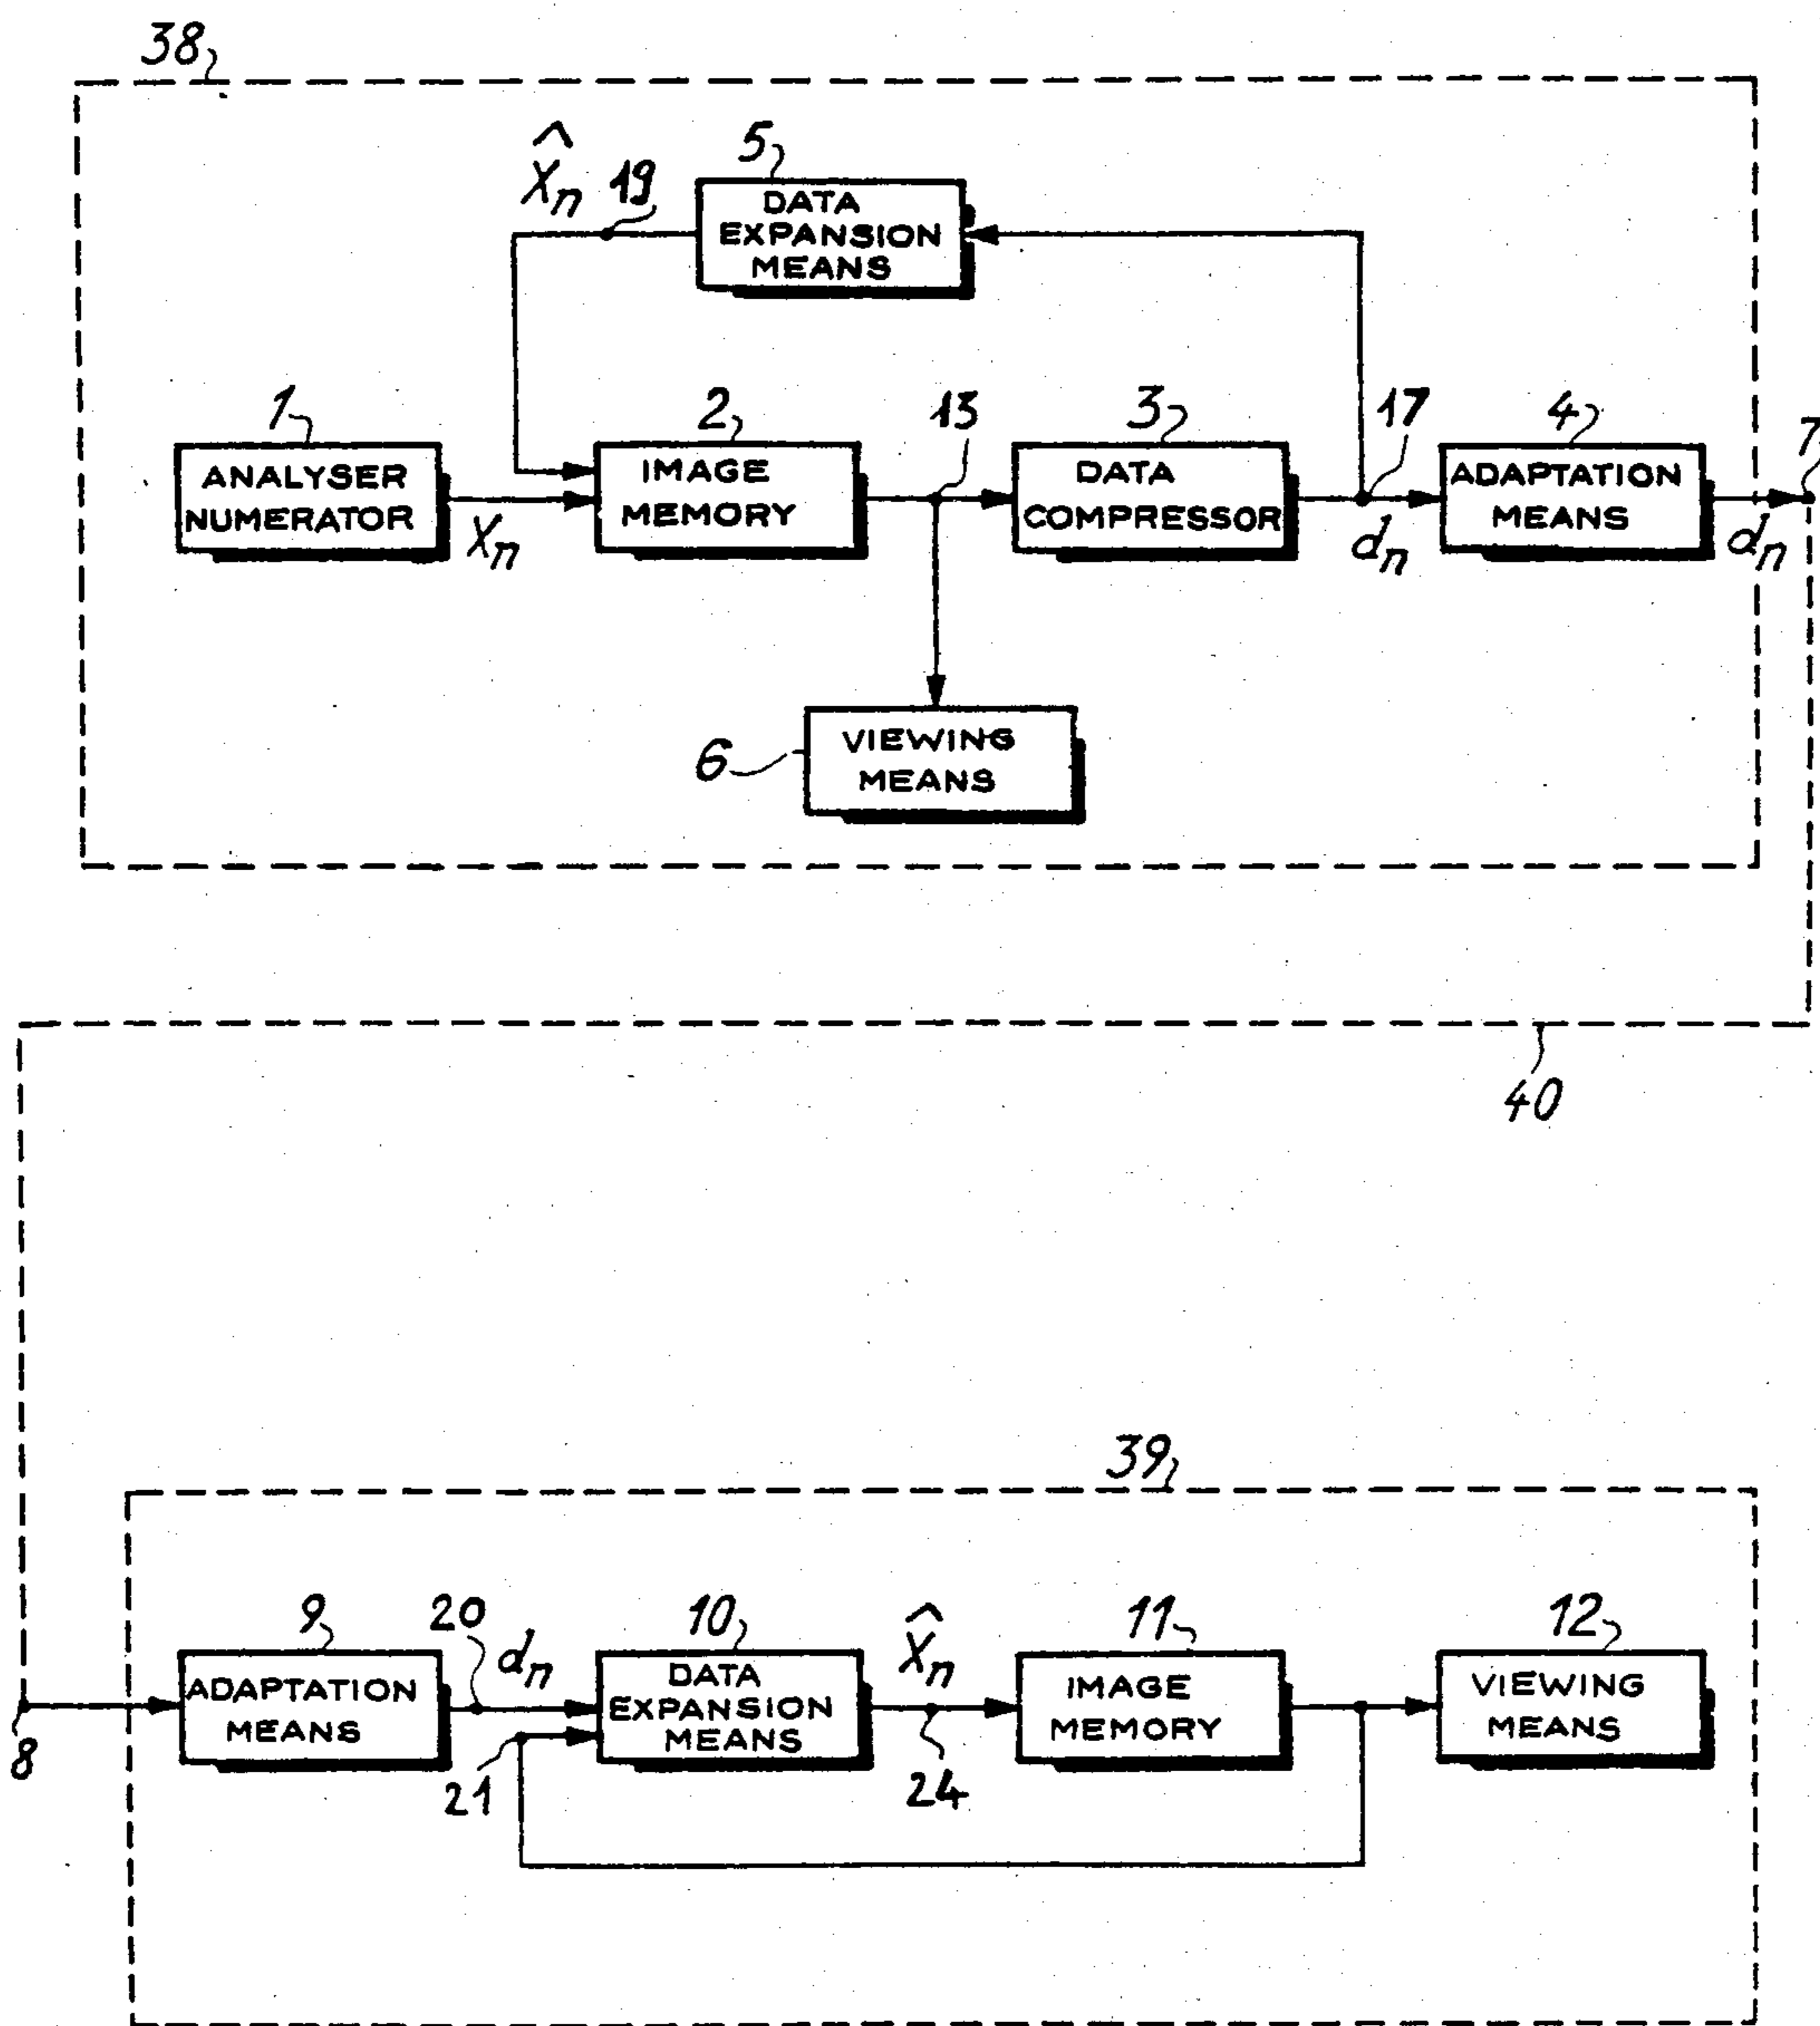 38
X̂n 19
5
DATA
EXPANSION
MEANS
1
ANALYSER
NUMERATOR
Xn
2
IMAGE
MEMORY
13
3
DATA
COMPRESSOR
17
dn
4
ADAPTATION
MEANS
7
dn
6
VIEWING
MEANS
40
39
8
9
ADAPTATION
MEANS
20
dn
21
10
DATA
EXPANSION
MEANS
X̂n
24
11
IMAGE
MEMORY
12
VIEWING
MEANS